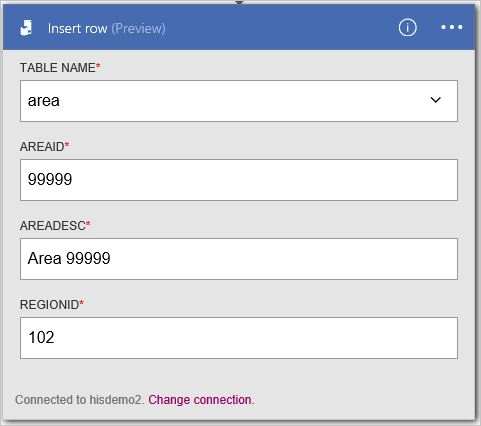 Insert row (Preview)
TABLE NAME*
area
AREAID*
99999
AREADESC*
Area 99999
REGIONID*
102
Connected to hisdemo2. Change connection.